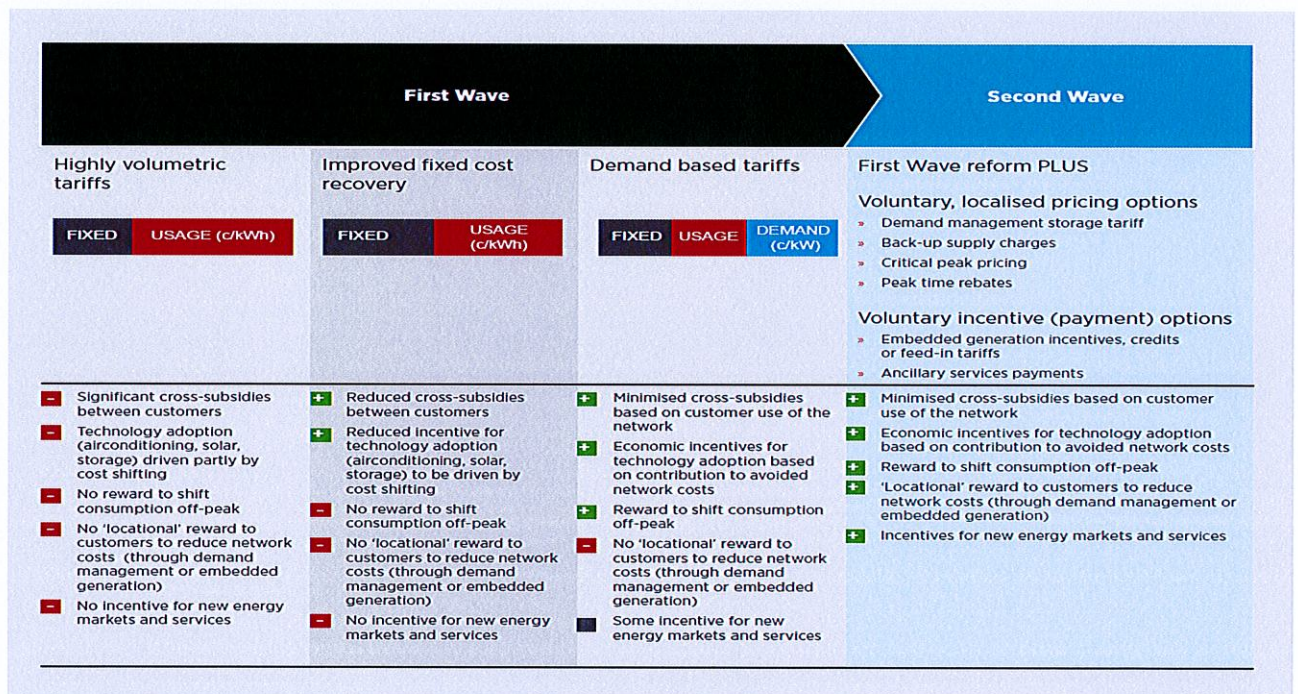 First Wave
Second Wave
Highly volumetric
tariffs
FIXED
USAGE (c/kWh)
Improved fixed cost
recovery
FIXED
USAGE
(c/kWh)
Demand based tariffs
FIXED
USAGE
DEMAND
(c/kW)
First Wave reform PLUS
Voluntary, localised pricing options
» Demand management storage tariff
» Back-up supply charges
» Critical peak pricing
» Peak time rebates
Voluntary incentive (payment) options
» Embedded generation incentives, credits
or feed-in tariffs
» Ancillary services payments
- Significant cross-subsidies
between customers
- Technology adoption
(airconditioning, solar,
storage) driven partly by
cost shifting
- No reward to shift
consumption off-peak
- No 'locational' reward to
customers to reduce network
costs (through demand
management or embedded
generation)
- No incentive for new energy
markets and services
+ Reduced cross-subsidies
between customers
+ Reduced incentive for
technology adoption
(airconditioning, solar,
storage) to be driven by
cost shifting
- No reward to shift
consumption off-peak
- No 'locational' reward to
customers to reduce network
costs (through demand
management or embedded
generation)
- No incentive for new energy
markets and services
+ Minimised cross-subsidies
based on customer use of the
network
+ Economic incentives for
technology adoption based
on contribution to avoided
network costs
+ Reward to shift consumption
off-peak
- No 'locational' reward to
customers to reduce network
costs (through demand
management or embedded
generation)
Some incentive for new
energy markets and services
+ Minimised cross-subsidies based on customer
use of the network
+ Economic incentives for technology adoption
based on contribution to avoided network costs
+ Reward to shift consumption off-peak
+ 'Locational' reward to customers to reduce
network costs (through demand management or
embedded generation)
+ Incentives for new energy markets and services